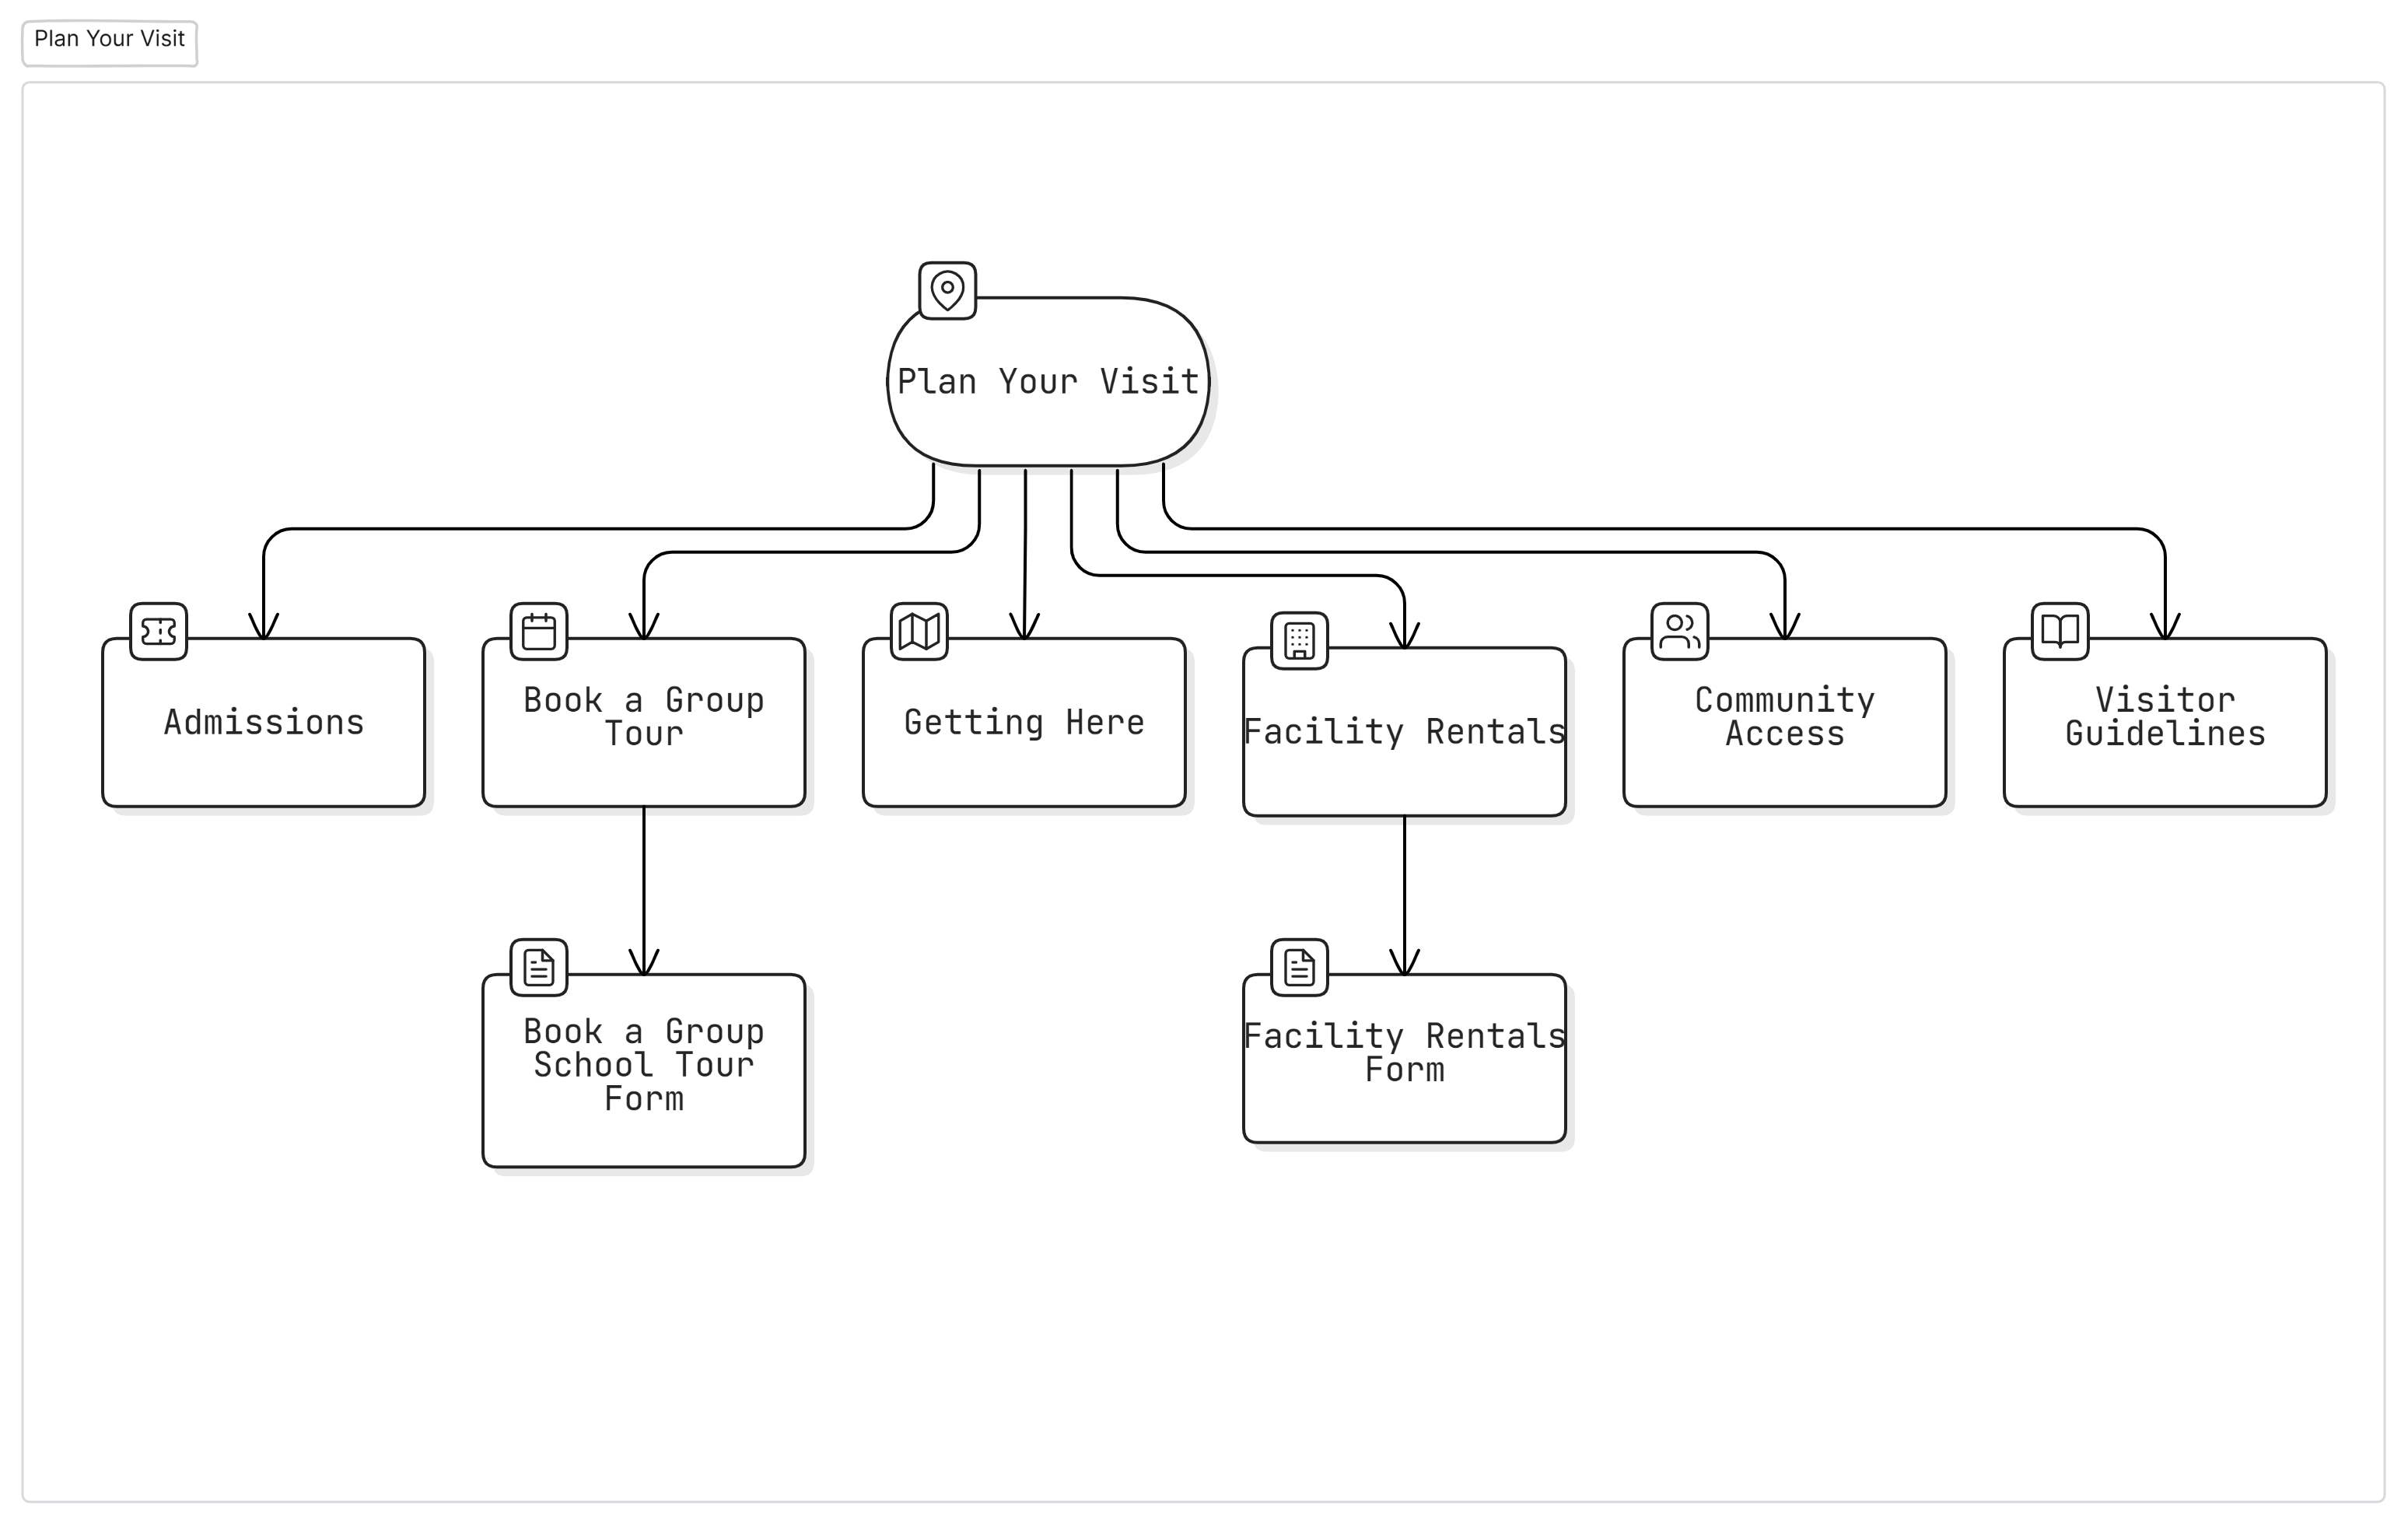 Plan Your Visit
Plan Your Visit
Admissions
Book a Group
Tour
Getting Here
Facility Rentals
Community
Access
Visitor
Guidelines
Book a Group
School Tour
Form
Facility Rentals
Form